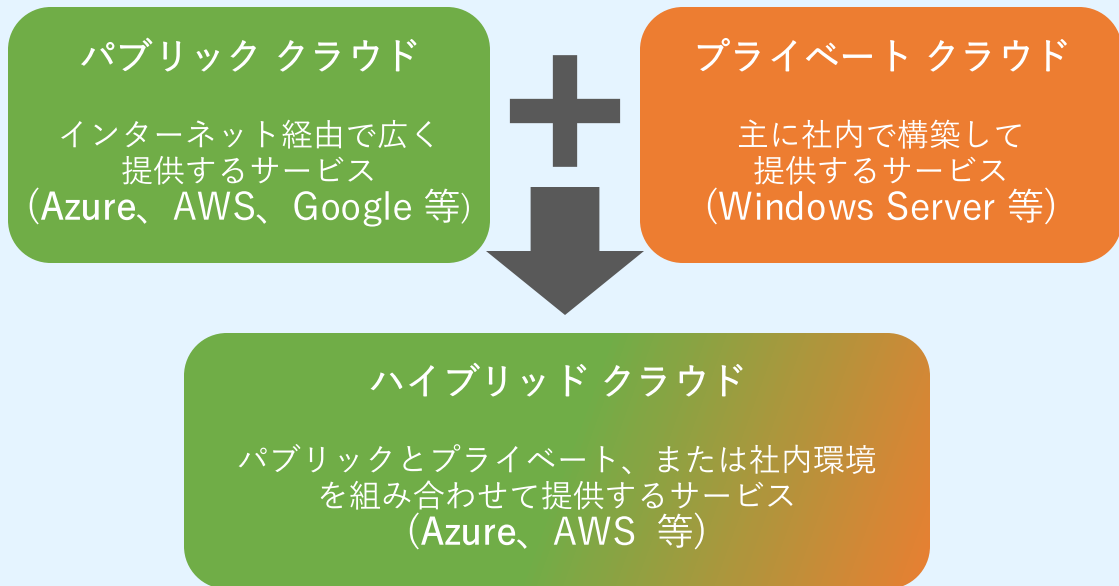 パブリック クラウド
インターネット経由で広く
提供するサービス
（Azure、AWS、Google 等）
プライベート クラウド
主に社内で構築して
提供するサービス
（Windows Server 等）
ハイブリッド クラウド
パブリックとプライベート、または社内環境
を組み合わせて提供するサービス
（Azure、AWS 等）